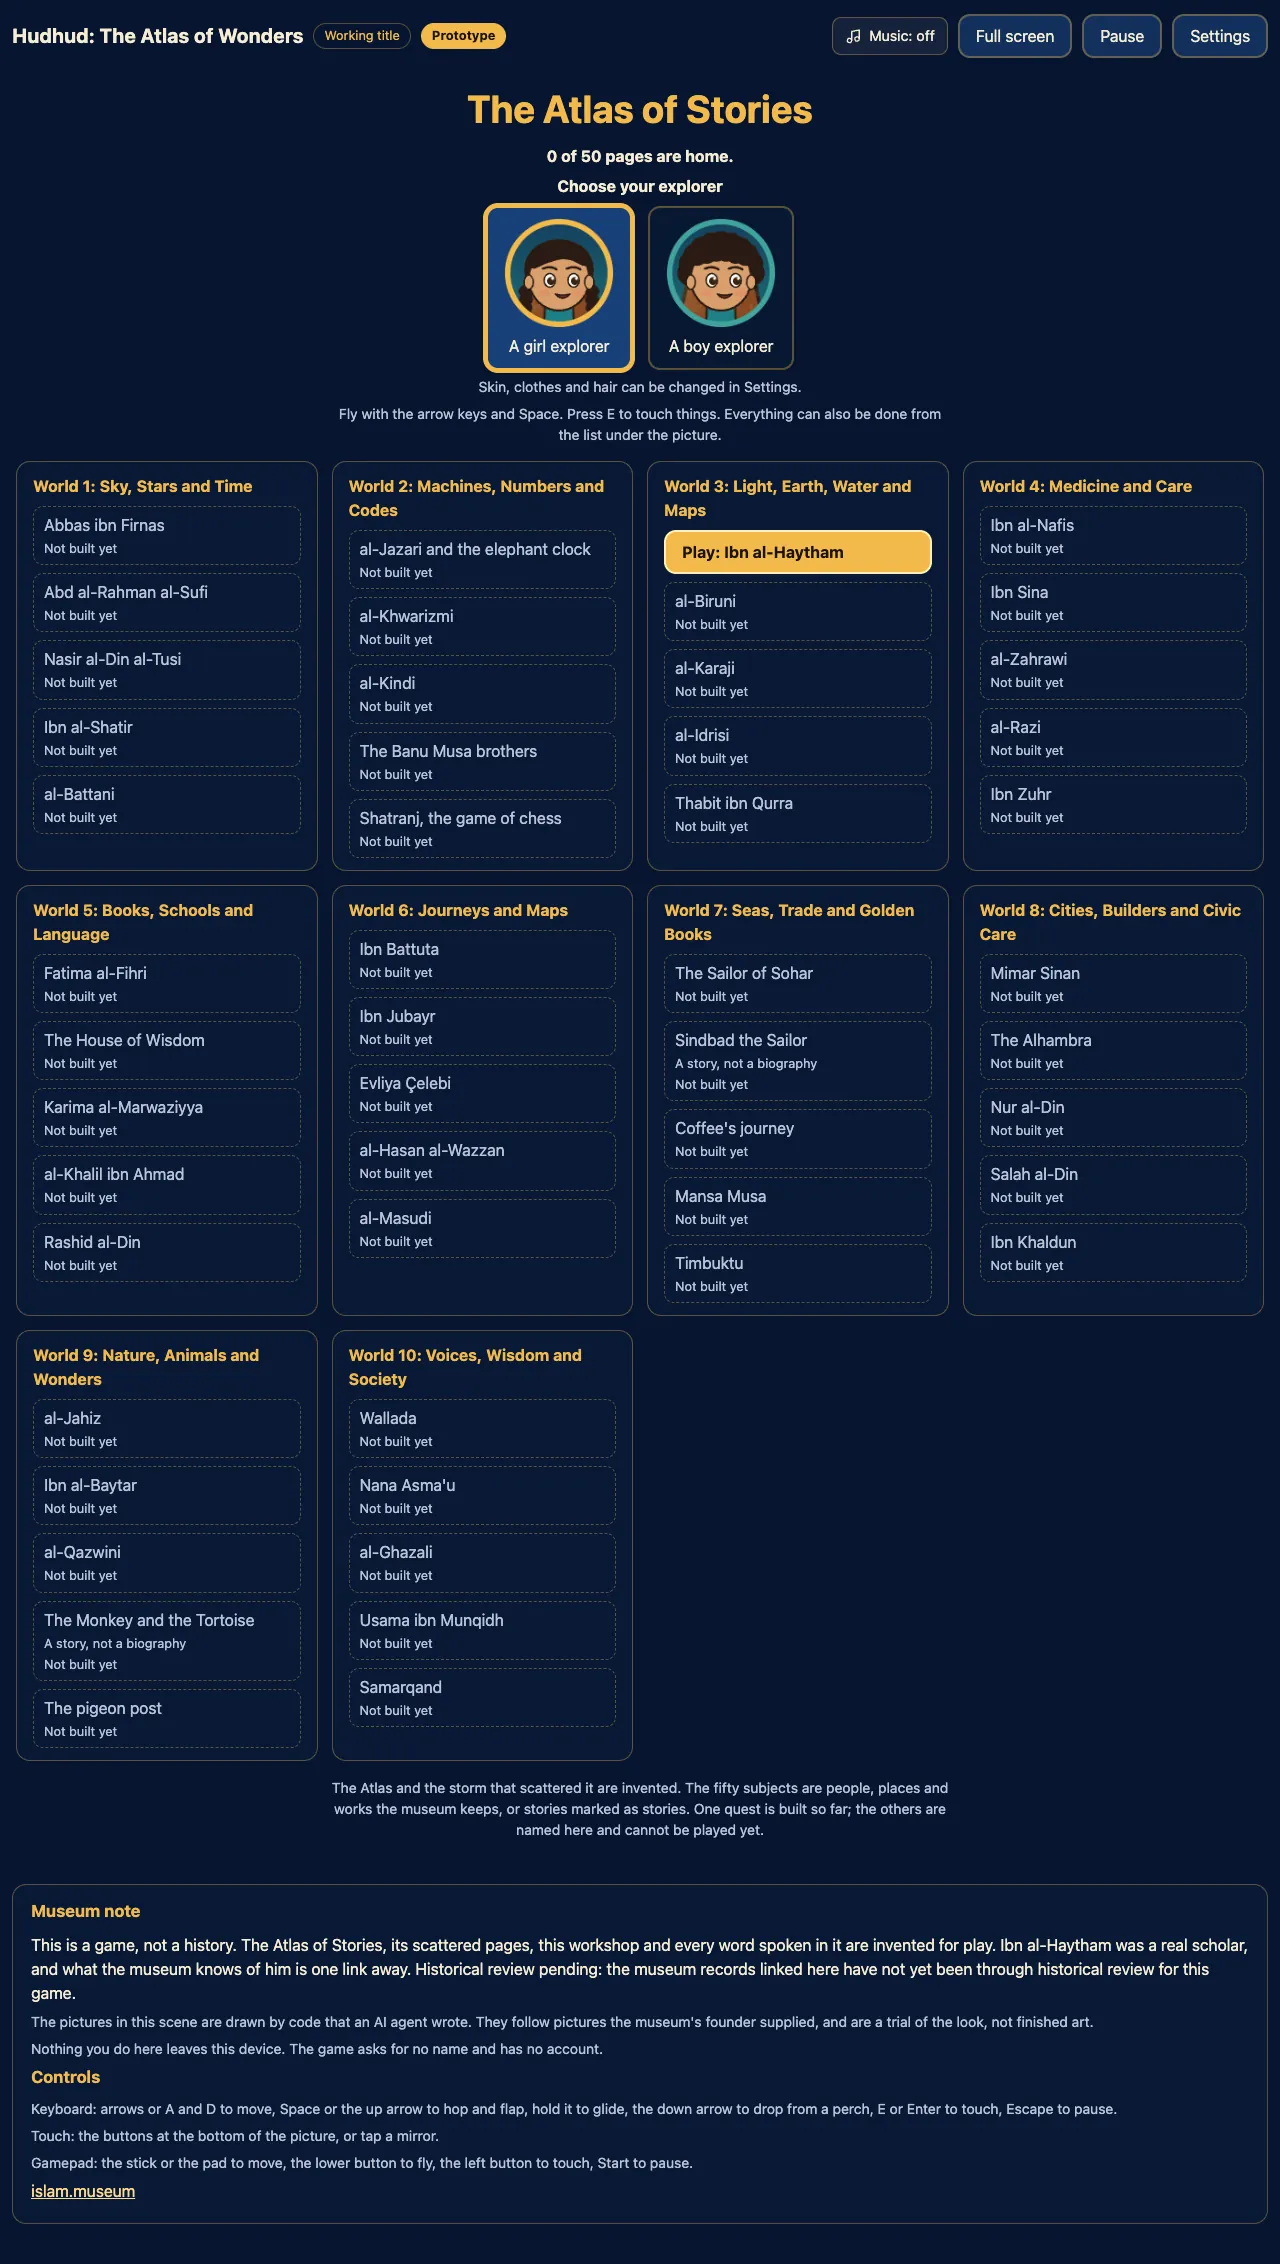 Hudhud: The Atlas of Wonders
Working title
Prototype
Music: off
Full screen
Pause
Settings
The Atlas of Stories
0 of 50 pages are home.
Choose your explorer
A girl explorer
A boy explorer
Skin, clothes and hair can be changed in Settings.
Fly with the arrow keys and Space. Press E to touch things. Everything can also be done from
the list under the picture.
World 1: Sky, Stars and Time
Abbas ibn Firnas
Not built yet
Abd al-Rahman al-Sufi
Not built yet
Nasir al-Din al-Tusi
Not built yet
Ibn al-Shatir
Not built yet
al-Battani
Not built yet
World 2: Machines, Numbers and
Codes
al-Jazari and the elephant clock
Not built yet
al-Khwarizmi
Not built yet
al-Kindi
Not built yet
The Banu Musa brothers
Not built yet
Shatranj, the game of chess
Not built yet
World 3: Light, Earth, Water and
Maps
Play: Ibn al-Haytham
al-Biruni
Not built yet
al-Karaji
Not built yet
al-Idrisi
Not built yet
Thabit ibn Qurra
Not built yet
World 4: Medicine and Care
Ibn al-Nafis
Not built yet
Ibn Sina
Not built yet
al-Zahrawi
Not built yet
al-Razi
Not built yet
Ibn Zuhr
Not built yet
World 5: Books, Schools and
Language
Fatima al-Fihri
Not built yet
The House of Wisdom
Not built yet
Karima al-Marwaziyya
Not built yet
al-Khalil ibn Ahmad
Not built yet
Rashid al-Din
Not built yet
World 6: Journeys and Maps
Ibn Battuta
Not built yet
Ibn Jubayr
Not built yet
Evliya Çelebi
Not built yet
al-Hasan al-Wazzan
Not built yet
al-Masudi
Not built yet
World 7: Seas, Trade and Golden
Books
The Sailor of Sohar
Not built yet
Sindbad the Sailor
A story, not a biography
Not built yet
Coffee's journey
Not built yet
Mansa Musa
Not built yet
Timbuktu
Not built yet
World 8: Cities, Builders and Civic
Care
Mimar Sinan
Not built yet
The Alhambra
Not built yet
Nur al-Din
Not built yet
Salah al-Din
Not built yet
Ibn Khaldun
Not built yet
World 9: Nature, Animals and
Wonders
al-Jahiz
Not built yet
Ibn al-Baytar
Not built yet
al-Qazwini
Not built yet
The Monkey and the Tortoise
A story, not a biography
Not built yet
The pigeon post
Not built yet
World 10: Voices, Wisdom and
Society
Wallada
Not built yet
Nana Asma'u
Not built yet
al-Ghazali
Not built yet
Usama ibn Munqidh
Not built yet
Samarqand
Not built yet
The Atlas and the storm that scattered it are invented. The fifty subjects are people, places and
works the museum keeps, or stories marked as stories. One quest is built so far; the others are
named here and cannot be played yet.
Museum note
This is a game, not a history. The Atlas of Stories, its scattered pages, this workshop and every word spoken in it are invented for play. Ibn al-Haytham was a real scholar,
and what the museum knows of him is one link away. Historical review pending: the museum records linked here have not yet been through historical review for this
game.
The pictures in this scene are drawn by code that an AI agent wrote. They follow pictures the museum's founder supplied, and are a trial of the look, not finished art.
Nothing you do here leaves this device. The game asks for no name and has no account.
Controls
Keyboard: arrows or A and D to move, Space or the up arrow to hop and flap, hold it to glide, the down arrow to drop from a perch, E or Enter to touch, Escape to pause.
Touch: the buttons at the bottom of the picture, or tap a mirror.
Gamepad: the stick or the pad to move, the lower button to fly, the left button to touch, Start to pause.
islam.museum